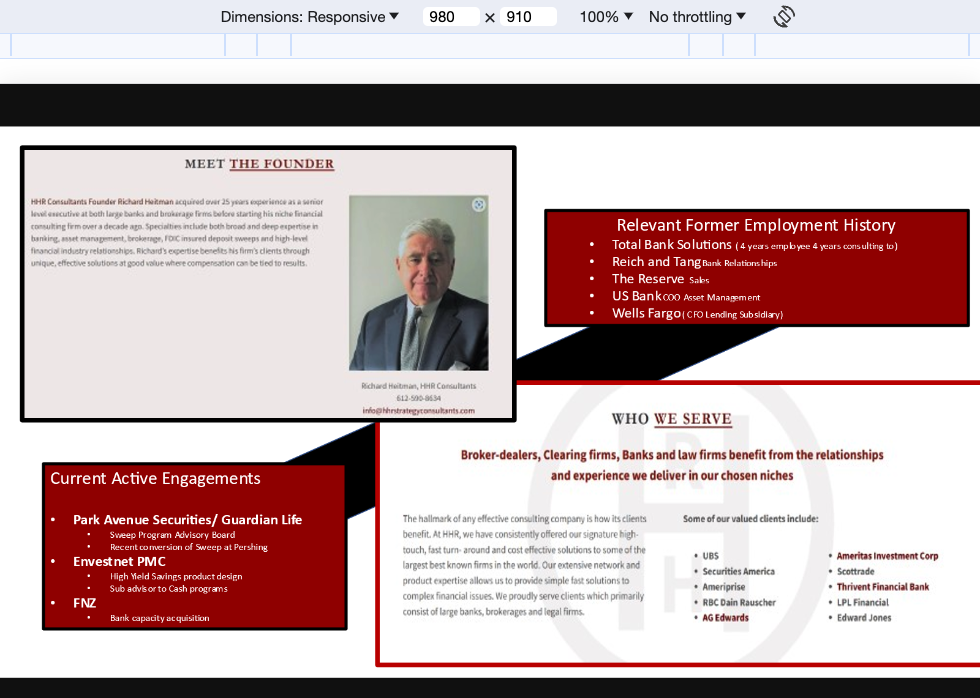 Dimensions: Responsive ▼ 980 × 910 100% ▼ No throttling ▼
MEET THE FOUNDER
HHR Consultants Founder Richard Heitman acquired over 25 years experience as a senior
level executive at both large banks and brokerage firms before starting his niche financial
consulting firm over a decade ago. Specialties include both broad and deep expertise in
banking, asset management, brokerage, FDIC insured deposit sweeps and high-level
financial industry relationships. Richard's expertise benefits his firm's clients through
unique, effective solutions at good value where compensation can be tied to results.
Richard Heitman, HHR Consultants
612-590-8634
info@hhrstrategyconsultants.com
Relevant Former Employment History
• Total Bank Solutions ( 4 years employee 4 years consulting to)
• Reich and Tang Bank Relationships
• The Reserve Sales
• US Bank COO Asset Management
• Wells Fargo ( CFO Lending Subsidiary)
Current Active Engagements
• Park Avenue Securities/ Guardian Life
• Sweep Program Advisory Board
• Recent conversion of Sweep at Pershing
• Envestnet PMC
• High Yield Savings product design
• Sub advisor to Cash programs
• FNZ
• Bank capacity acquisition
WHO WE SERVE
Broker-dealers, Clearing firms, Banks and law firms benefit from the relationships
and experience we deliver in our chosen niches
The hallmark of any effective consulting company is how its clients
benefit. At HHR, we have consistently offered our signature high-
touch, fast turn- around and cost effective solutions to some of the
largest best known firms in the world. Our extensive network and
product expertise allows us to provide simple fast solutions to
complex financial issues. We proudly serve clients which primarily
consist of large banks, brokerages and legal firms.
Some of our valued clients include:
• UBS
• Securities America
• Ameriprise
• RBC Dain Rauscher
• AG Edwards
• Ameritas Investment Corp
• Scottrade
• Thrivent Financial Bank
• LPL Financial
• Edward Jones